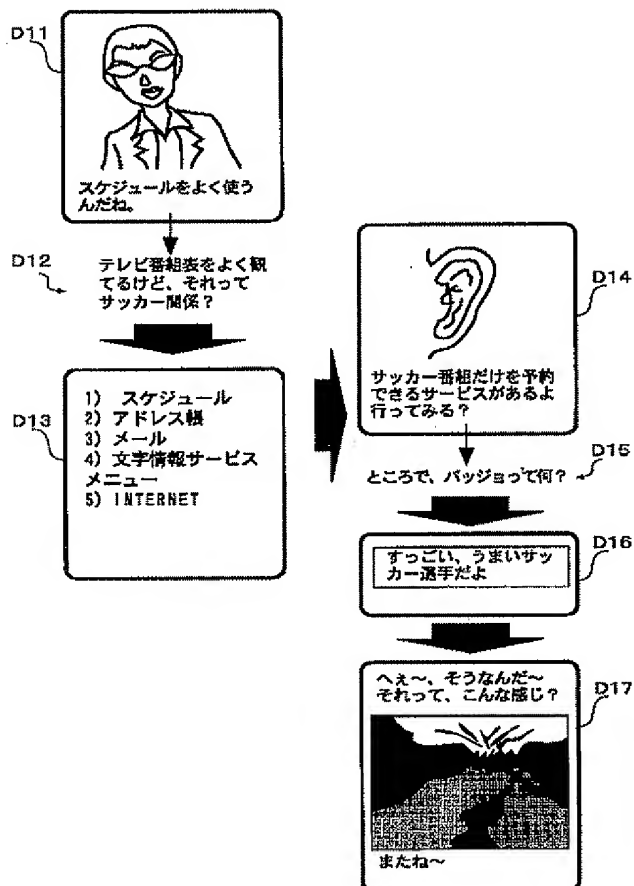 D11
スケジュールをよく使う
んだね。
D12
テレビ番組表をよく観
てるけど、それって
サッカー関係？
D13
1) スケジュール
2) アドレス帳
3) メール
4) 文字情報サービス
メニュー
5) INTERNET
D14
サッカー番組だけを予約
できるサービスがあるよ
行ってみる？
D15
ところで、バッジョって何？
D16
すっごい、うまいサッ
カー選手だよ
D17
へぇ～、そうなんだ～
それって、こんな感じ？
またね～